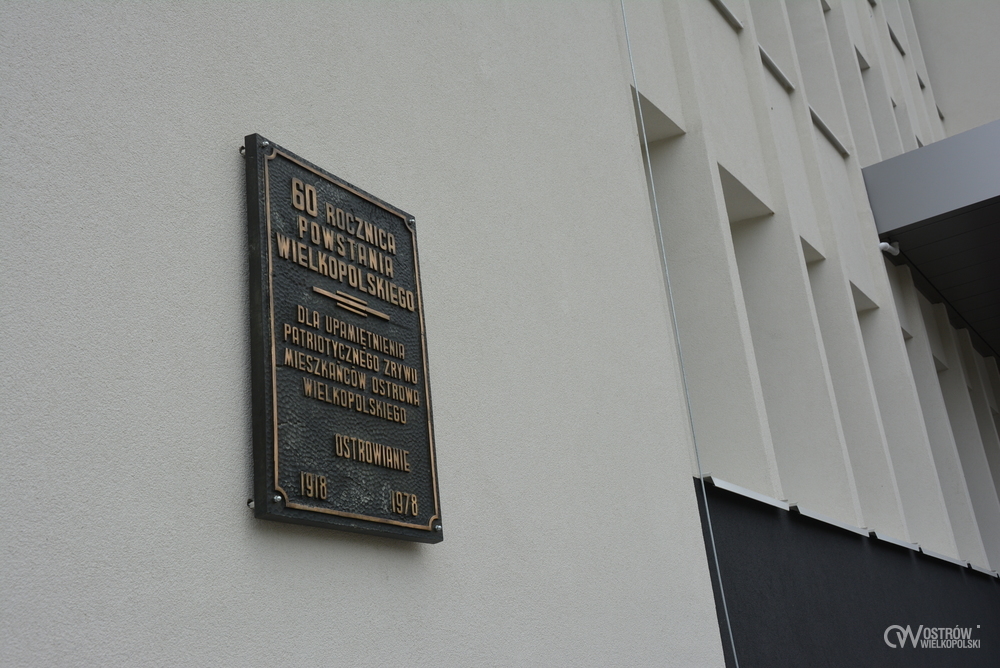 60 ROCZNICA
POWSTANIA
WIELKOPOLSKIEGO
DLA UPAMIĘTNIENIA
PATRIOTYCZNEGO ZRYWU
MIESZKAŃCÓW OSTROWA
WIELKOPOLSKIEGO
OSTROWIANIE
1918 1978
OSTRÓW
WIELKOPOLSKI